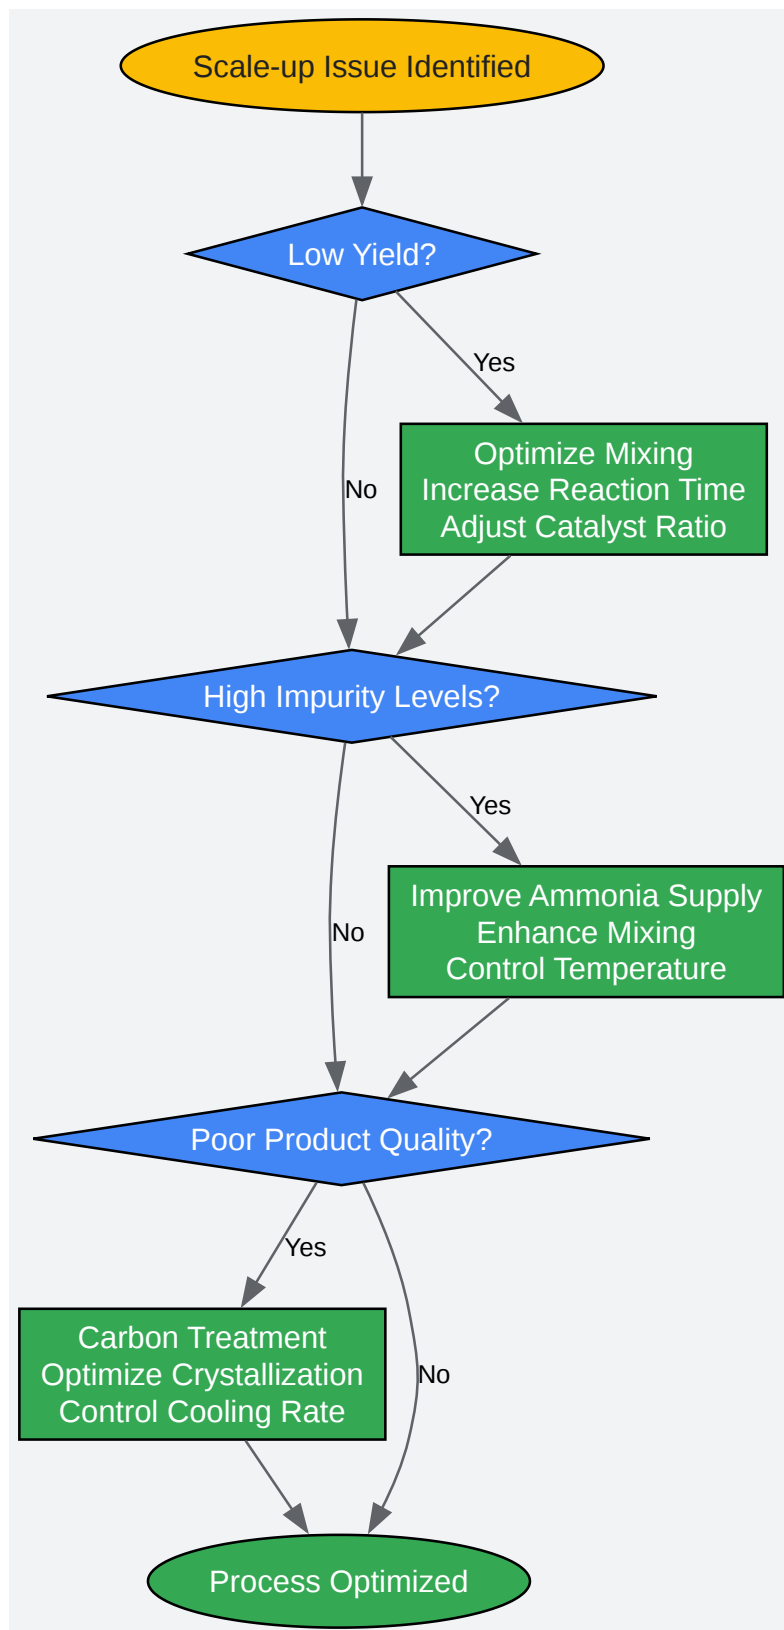 Scale-up Issue Identified
Low Yield?
Yes
No
Optimize Mixing
Increase Reaction Time
Adjust Catalyst Ratio
High Impurity Levels?
Yes
No
Improve Ammonia Supply
Enhance Mixing
Control Temperature
Poor Product Quality?
Yes
No
Carbon Treatment
Optimize Crystallization
Control Cooling Rate
Process Optimized